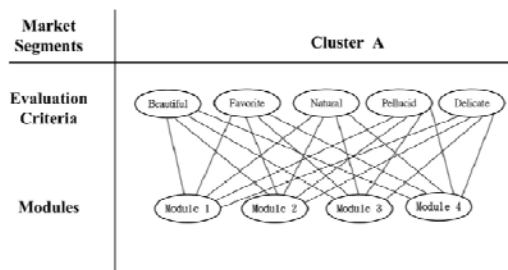 Market
Segments
Cluster A
Evaluation
Criteria
Beautiful
Favorite
Natural
Pellucid
Delicate
Modules
Module 1
Module 2
Module 3
Module 4